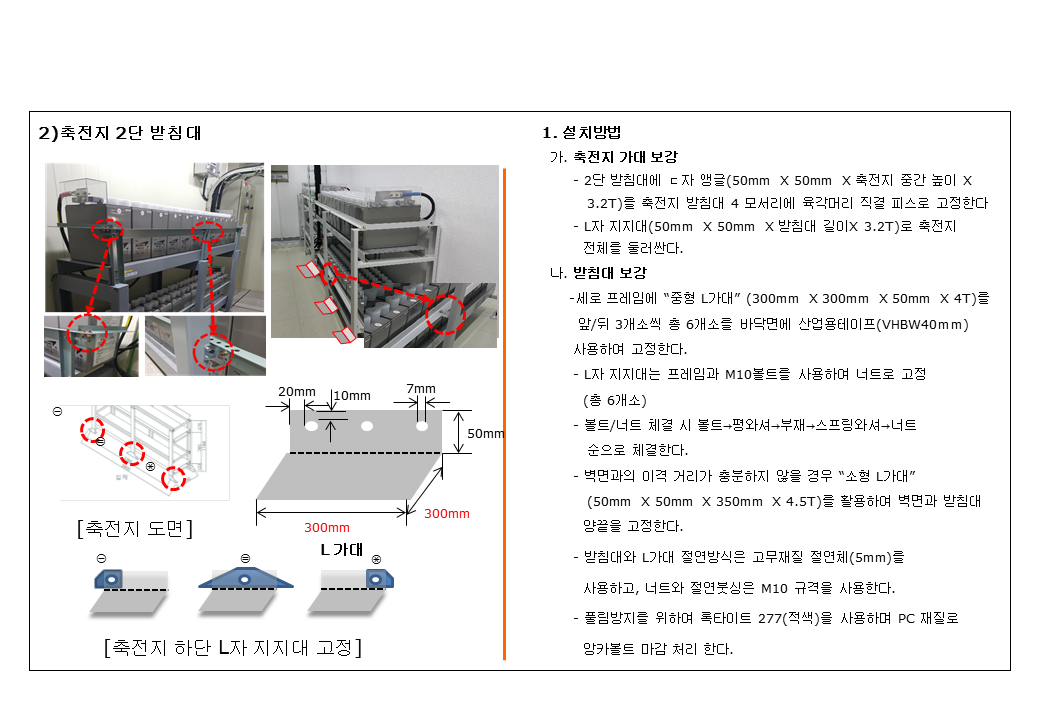 2)축전지 2단 받침대
20mm
10mm
7mm
50mm
300mm
300mm
L 가대
㊀
㊁
㊍
[축전지 도면]
㊀
㊁
㊍
[축전지 하단 L자 지지대 고정]
1. 설치방법
가. 축전지 가대 보강
- 2단 받침대에 ㄷ자 앵글(50mm X 50mm X 축전지 중간 높이 X
3.2T)를 축전지 받침대 4 모서리에 육각머리 직결 피스로 고정한다
- L자 지지대(50mm X 50mm X 받침대 길이X 3.2T)로 축전지
전체를 둘러싼다.
나. 받침대 보강
-세로 프레임에 “중형 L가대” (300mm X 300mm X 50mm X 4T)를
앞/뒤 3개소씩 총 6개소를 바닥면에 산업용테이프(VHBW40mm)
사용하여 고정한다.
- L자 지지대는 프레임과 M10볼트를 사용하여 너트로 고정
(총 6개소)
- 볼트/너트 체결 시 볼트→평와셔→부재→스프링와셔→너트
순으로 체결한다.
- 벽면과의 이격 거리가 충분하지 않을 경우 “소형 L가대”
(50mm X 50mm X 350mm X 4.5T)를 활용하여 벽면과 받침대
양끝을 고정한다.
- 받침대와 L가대 절연방식은 고무재질 절연체(5mm)를
사용하고, 너트와 절연붓싱은 M10 규격을 사용한다.
- 풀림방지를 위하여 록타이트 277(적색)을 사용하며 PC 재질로
앙카볼트 마감 처리 한다.